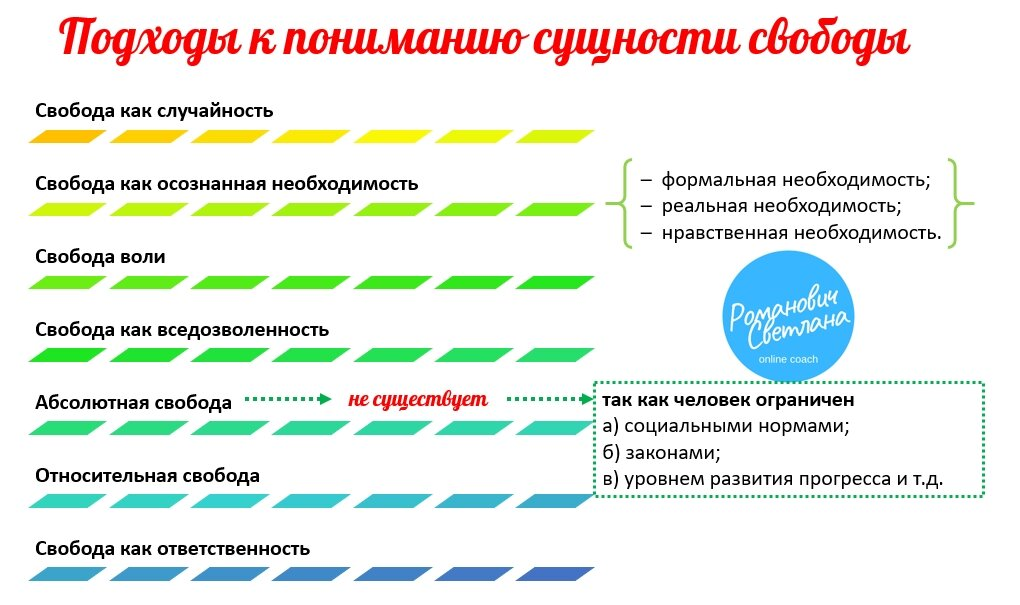 Подходы к пониманию сущности свободы
Свобода как случайность
Свобода как осознанная необходимость
– формальная необходимость;
– реальная необходимость;
– нравственная необходимость.
Свобода воли
Романович
Светлана
online coach
Свобода как вседозволенность
Абсолютная свобода
не существует
так как человек ограничен
а) социальными нормами;
б) законами;
в) уровнем развития прогресса и т.д.
Относительная свобода
Свобода как ответственность